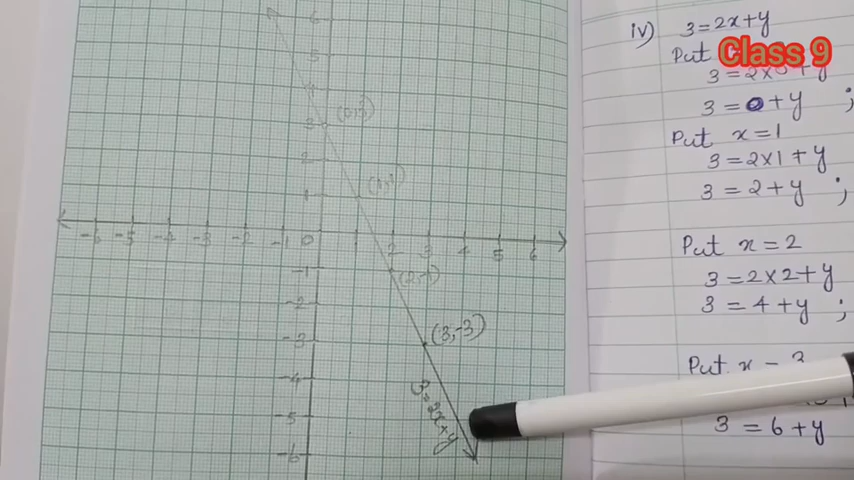 6
5
4
3 (0,3)
2
1 (1,1)
-6 -5 -4 -3 -2 -1 0 1 2 3 4 5 6
-1 (2,-1)
-2
-3 (3,-3)
-4
-5
-6
3=2x+y
iv) 3=2x+y
Put
Class 9
3=2x0+y
3=0+y ;
Put x=1
3=2x1+y
3=2+y ;
Put x=2
3=2x2+y
3=4+y ;
Put x=3
3=6+y